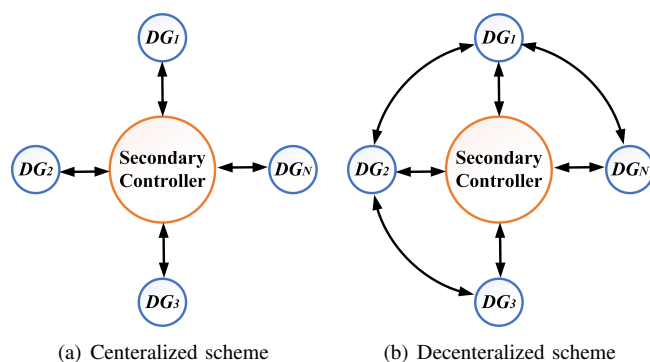 DG1
DG2
Secondary
Controller
DGN
DG3
(a) Centeralized scheme
DG1
DG2
Secondary
Controller
DGN
DG3
(b) Decenteralized scheme